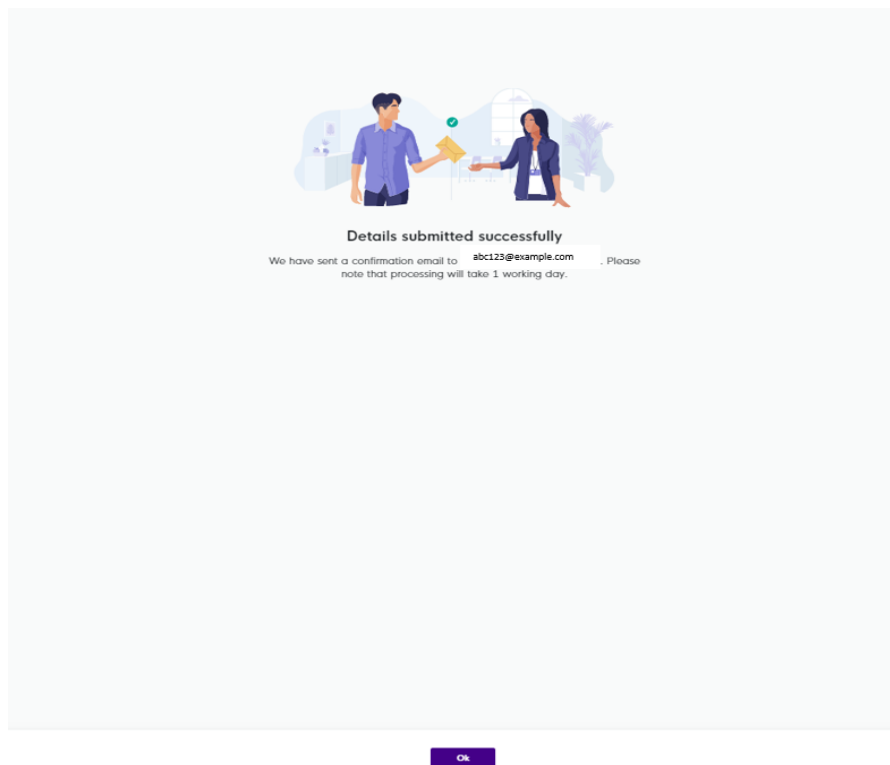 Details submitted successfully
We have sent a confirmation email to abc123@example.com . Please
note that processing will take 1 working day.
Ok